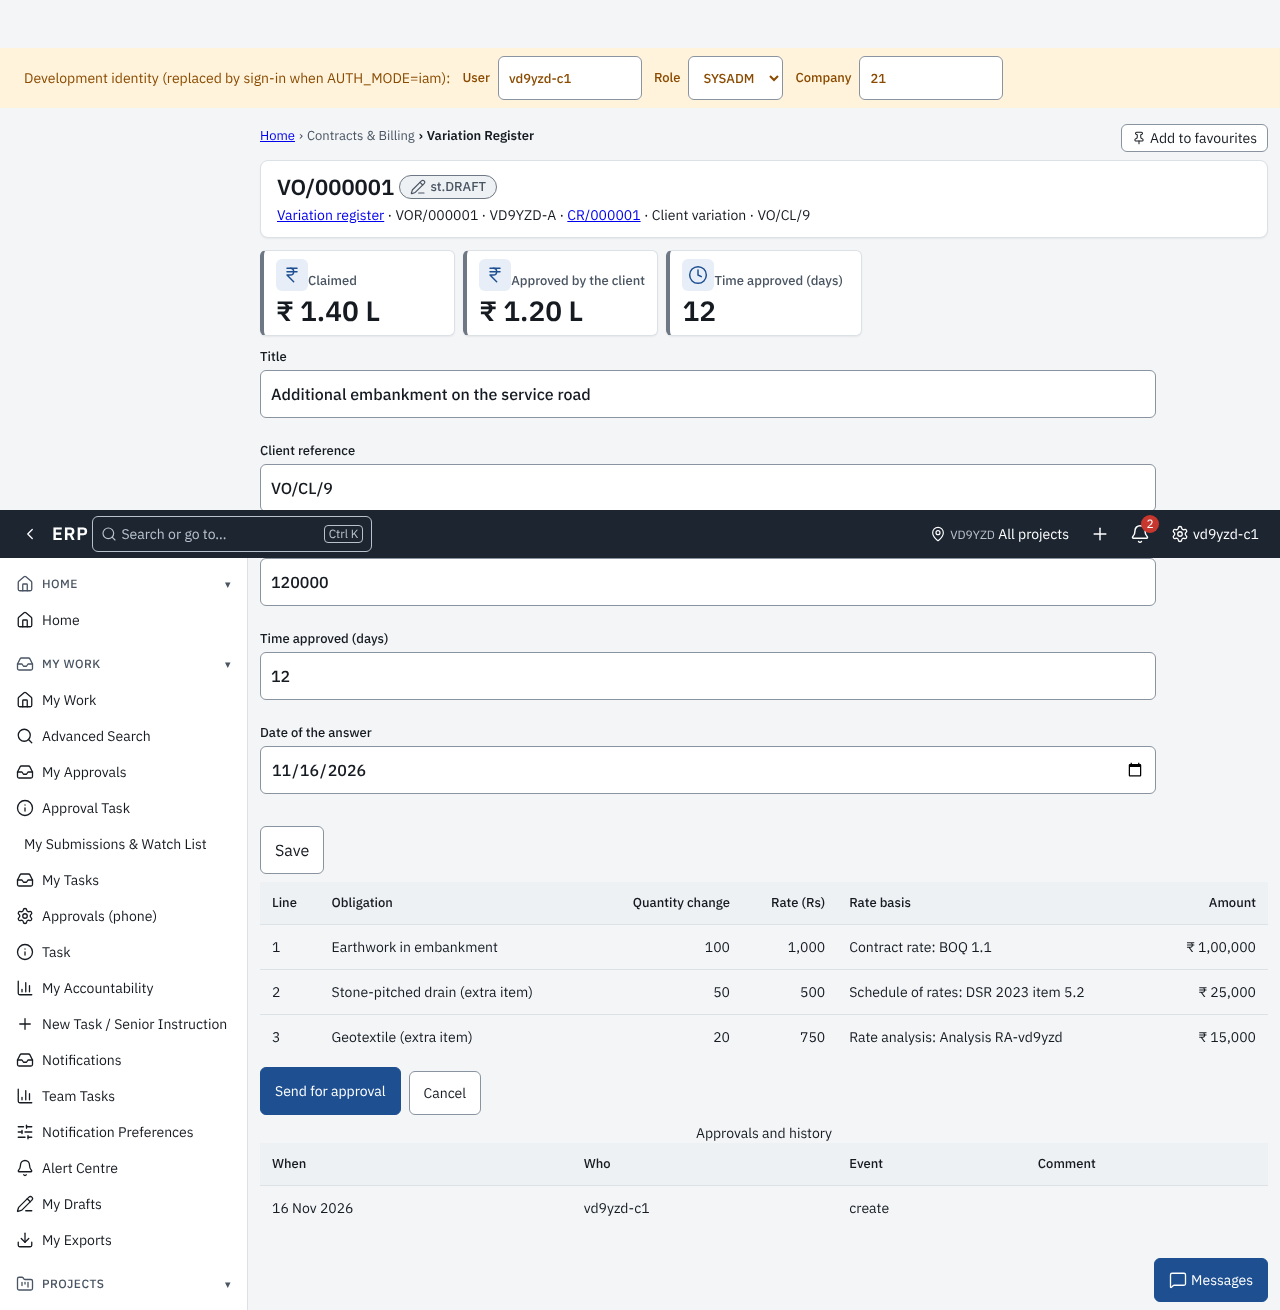 Development identity (replaced by sign-in when AUTH_MODE=iam): User vd9yzd-c1 Role SYSADM Company 21
Home › Contracts & Billing › Variation Register
Add to favourites
VO/000001 st.DRAFT
Variation register · VOR/000001 · VD9YZD-A · CR/000001 · Client variation · VO/CL/9
Claimed
₹ 1.40 L
Approved by the client
₹ 1.20 L
Time approved (days)
12
Title
Additional embankment on the service road
Client reference
VO/CL/9
ERP Search or go to... Ctrl K VD9YZD All projects 2 vd9yzd-c1
HOME
Home
MY WORK
My Work
Advanced Search
My Approvals
Approval Task
My Submissions & Watch List
My Tasks
Approvals (phone)
Task
My Accountability
New Task / Senior Instruction
Notifications
Team Tasks
Notification Preferences
Alert Centre
My Drafts
My Exports
PROJECTS
120000
Time approved (days)
12
Date of the answer
11/16/2026
Save
Line Obligation Quantity change Rate (Rs) Rate basis Amount
1 Earthwork in embankment 100 1,000 Contract rate: BOQ 1.1 ₹ 1,00,000
2 Stone-pitched drain (extra item) 50 500 Schedule of rates: DSR 2023 item 5.2 ₹ 25,000
3 Geotextile (extra item) 20 750 Rate analysis: Analysis RA-vd9yzd ₹ 15,000
Send for approval Cancel
Approvals and history
When Who Event Comment
16 Nov 2026 vd9yzd-c1 create
Messages